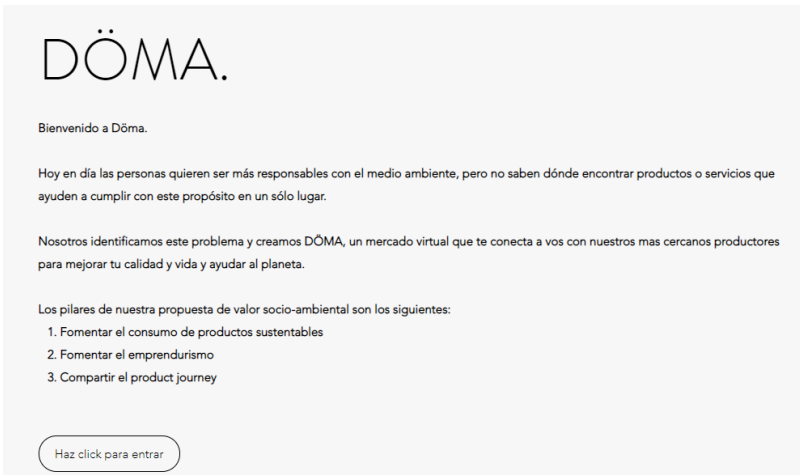 DÖMA.
Bienvenido a Döma.
Hoy en día las personas quieren ser más responsables con el medio ambiente, pero no saben dónde encontrar productos o servicios que
ayuden a cumplir con este propósito en un sólo lugar.
Nosotros identificamos este problema y creamos DÖMA, un mercado virtual que te conecta a vos con nuestros mas cercanos productores
para mejorar tu calidad y vida y ayudar al planeta.
Los pilares de nuestra propuesta de valor socio-ambiental son los siguientes:
1. Fomentar el consumo de productos sustentables
2. Fomentar el emprendurismo
3. Compartir el product journey
Haz click para entrar